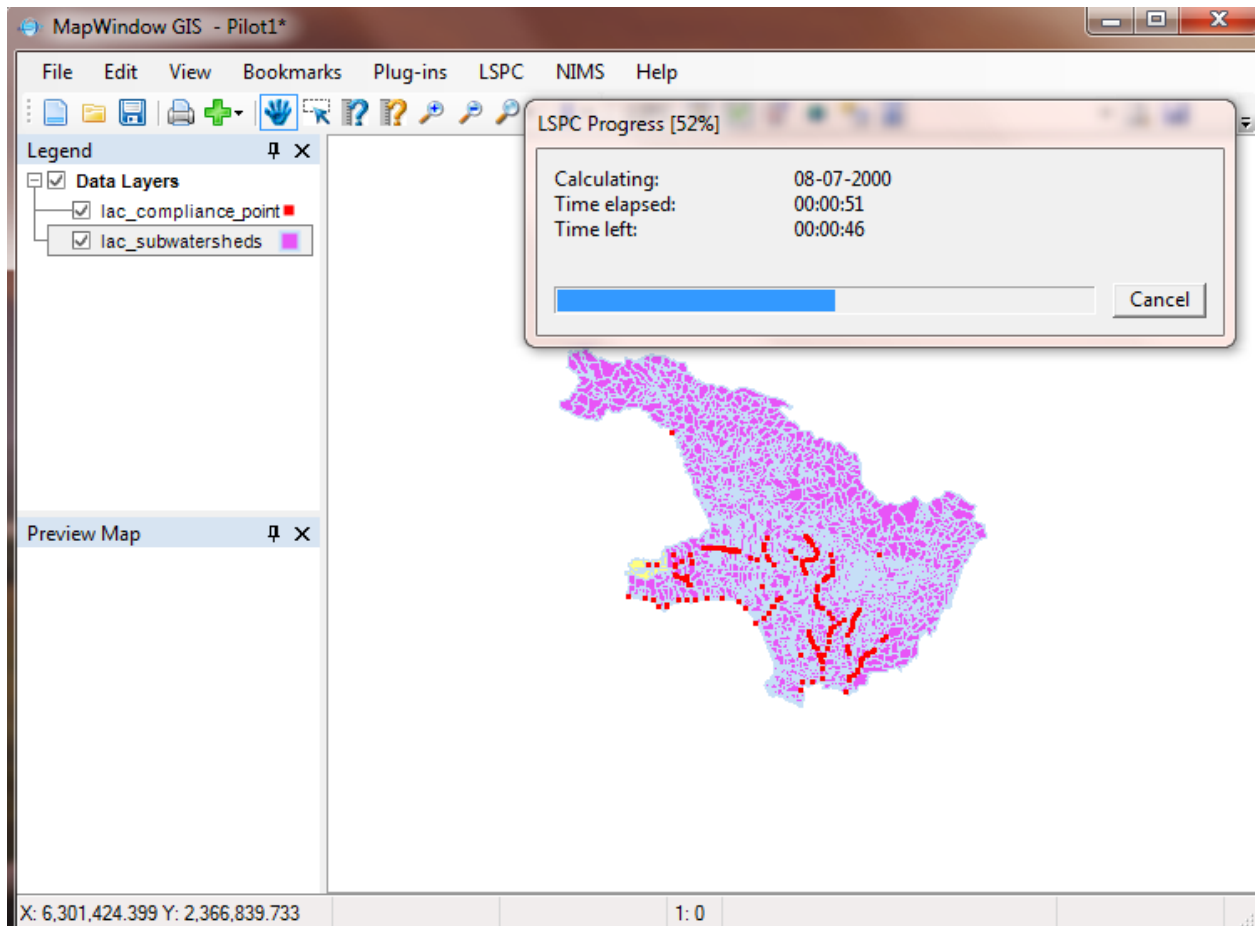 MapWindow GIS - Pilot1*
File Edit View Bookmarks Plug-ins LSPC NIMS Help
LSPC Progress [52%]
Calculating: 08-07-2000
Time elapsed: 00:00:51
Time left: 00:00:46
Cancel
Legend
Data Layers
lac_compliance_point
lac_subwatersheds
Preview Map
X: 6,301,424.399 Y: 2,366,839.733
1: 0